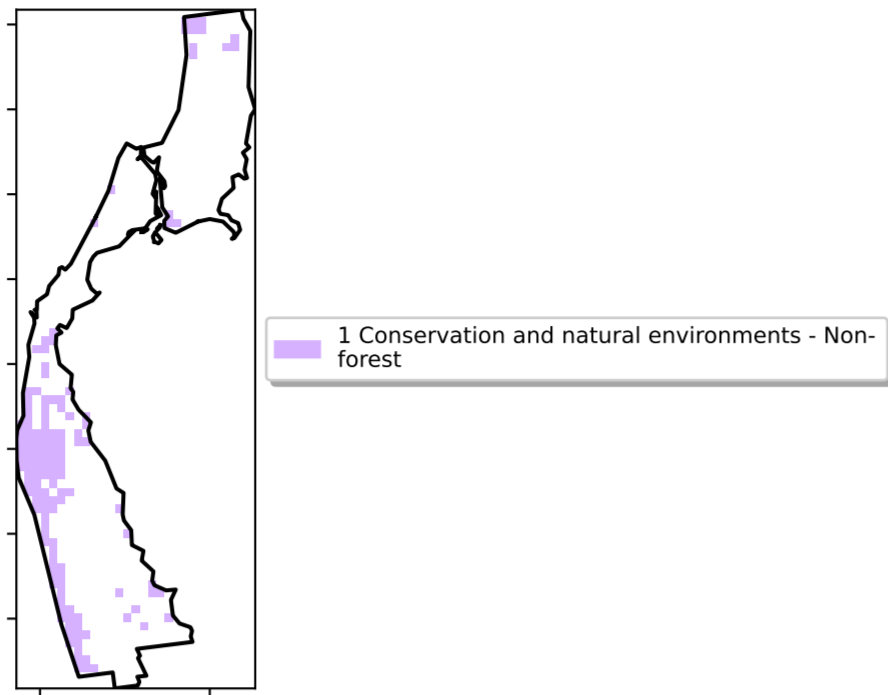 1 Conservation and natural environments - Non-
forest